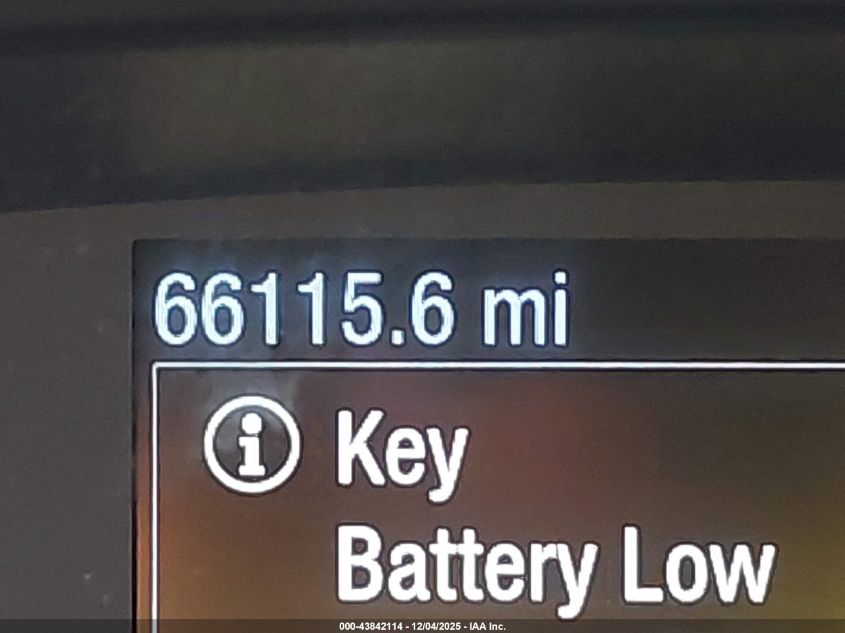 66115.6 mi
Key
Battery Low
000-43842114 - 12/04/2025 - IAA Inc.